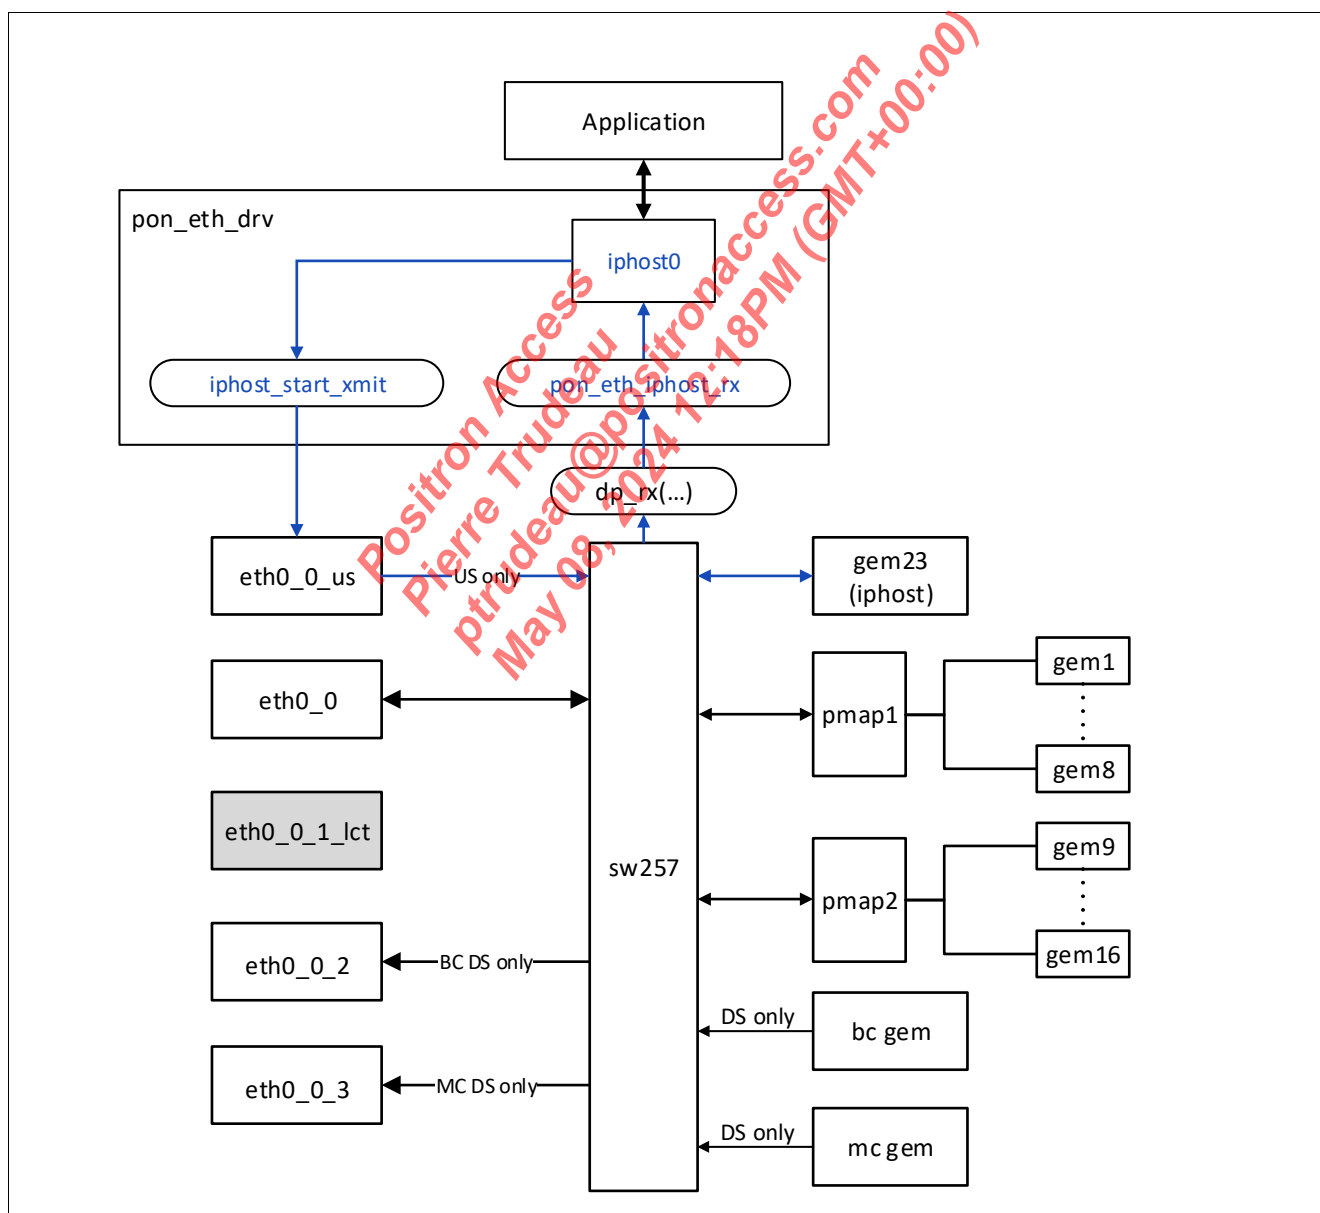 Application
pon_eth_drv
iphost0
iphost_start_xmit
pon_eth_iphost_rx
dp_rx(...)
eth0_0_us
US only
gem23
(iphost)
eth0_0
pmap1
gem1
gem8
eth0_0_1_lct
sw257
pmap2
gem9
gem16
eth0_0_2
BC DS only
DS only
bc gem
eth0_0_3
MC DS only
DS only
mc gem
Positron Access
Pierre Trudeau
ptrudeau@positronaccess.com
May 08, 2024 12:18PM (GMT+00:00)